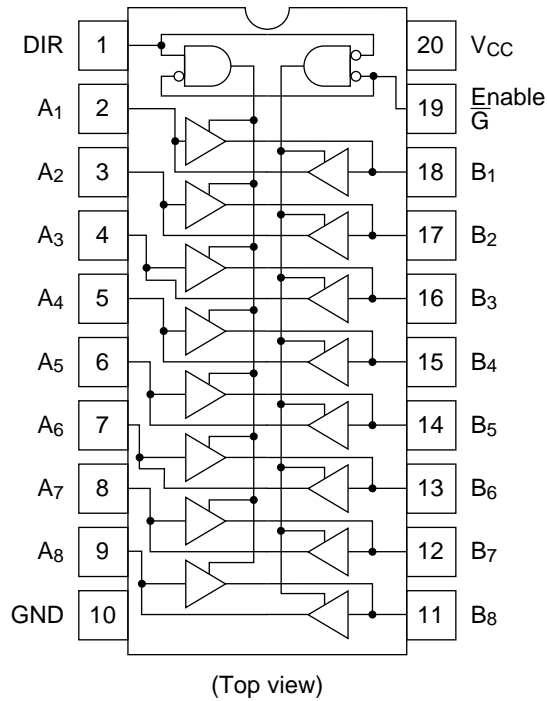 DIR 1 20 VCC
A1 2 19 Enable G
A2 3 18 B1
A3 4 17 B2
A4 5 16 B3
A5 6 15 B4
A6 7 14 B5
A7 8 13 B6
A8 9 12 B7
GND 10 11 B8
(Top view)